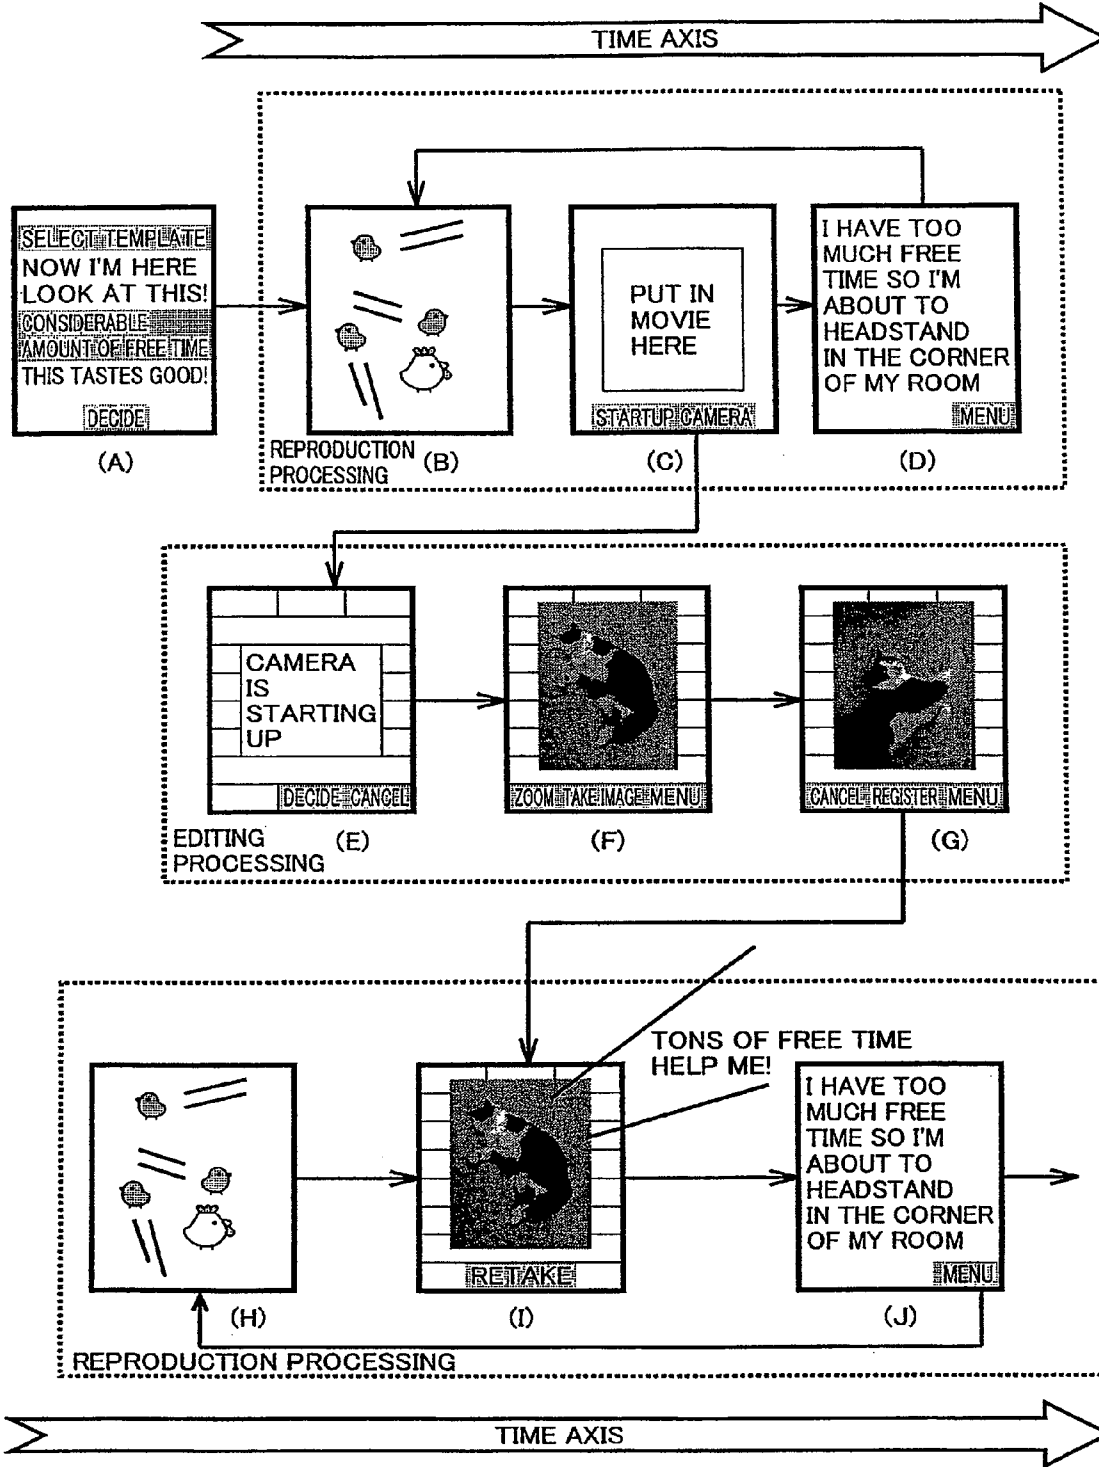 TIME AXIS
SELECT TEMPLATE
NOW I'M HERE
LOOK AT THIS!
CONSIDERABLE
AMOUNT OF FREE TIME
THIS TASTES GOOD!
DECIDE
(A)
REPRODUCTION
PROCESSING
(B)
PUT IN
MOVIE
HERE
STARTUP CAMERA
(C)
I HAVE TOO
MUCH FREE
TIME SO I'M
ABOUT TO
HEADSTAND
IN THE CORNER
OF MY ROOM
MENU
(D)
CAMERA
IS
STARTING
UP
DECIDE CANCEL
(E)
EDITING
PROCESSING
ZOOM TAKE IMAGE MENU
(F)
CANCEL REGISTER MENU
(G)
TONS OF FREE TIME
HELP ME!
(H)
RETAKE
(I)
I HAVE TOO
MUCH FREE
TIME SO I'M
ABOUT TO
HEADSTAND
IN THE CORNER
OF MY ROOM
MENU
(J)
REPRODUCTION PROCESSING
TIME AXIS